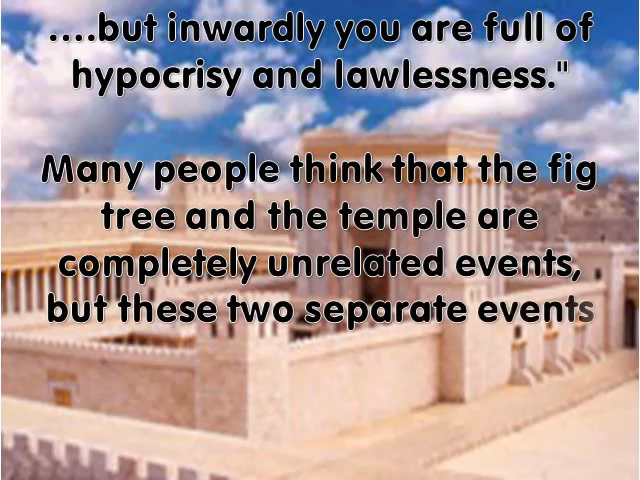 ....but inwardly you are full of
hypocrisy and lawlessness."
Many people think that the fig
tree and the temple are
completely unrelated events,
but these two separate events